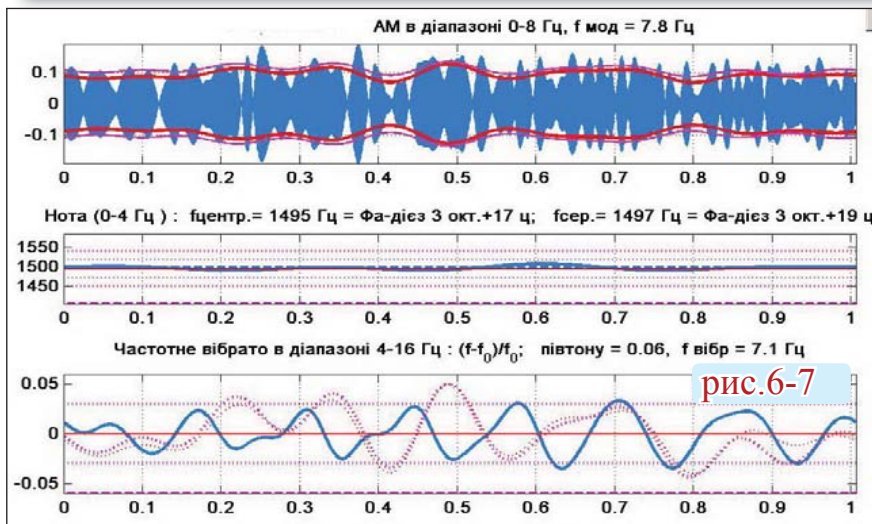 АМ в діапазоні 0-8 Гц, f мод = 7.8 Гц
0.1
0
-0.1
0 0.1 0.2 0.3 0.4 0.5 0.6 0.7 0.8 0.9 1
Нота (0-4 Гц ) : fцентр.= 1495 Гц = Фа-дієз 3 окт.+17 ц; fсер.= 1497 Гц = Фа-дієз 3 окт.+19 ц
1550
1500
1450
0 0.1 0.2 0.3 0.4 0.5 0.6 0.7 0.8 0.9 1
Частотне вібрато в діапазоні 4-16 Гц : (f-f0)/f0; півтону = 0.06, f вібр = 7.1 Гц
0.05
рис.6-7
0
-0.05
0 0.1 0.2 0.3 0.4 0.5 0.6 0.7 0.8 0.9 1